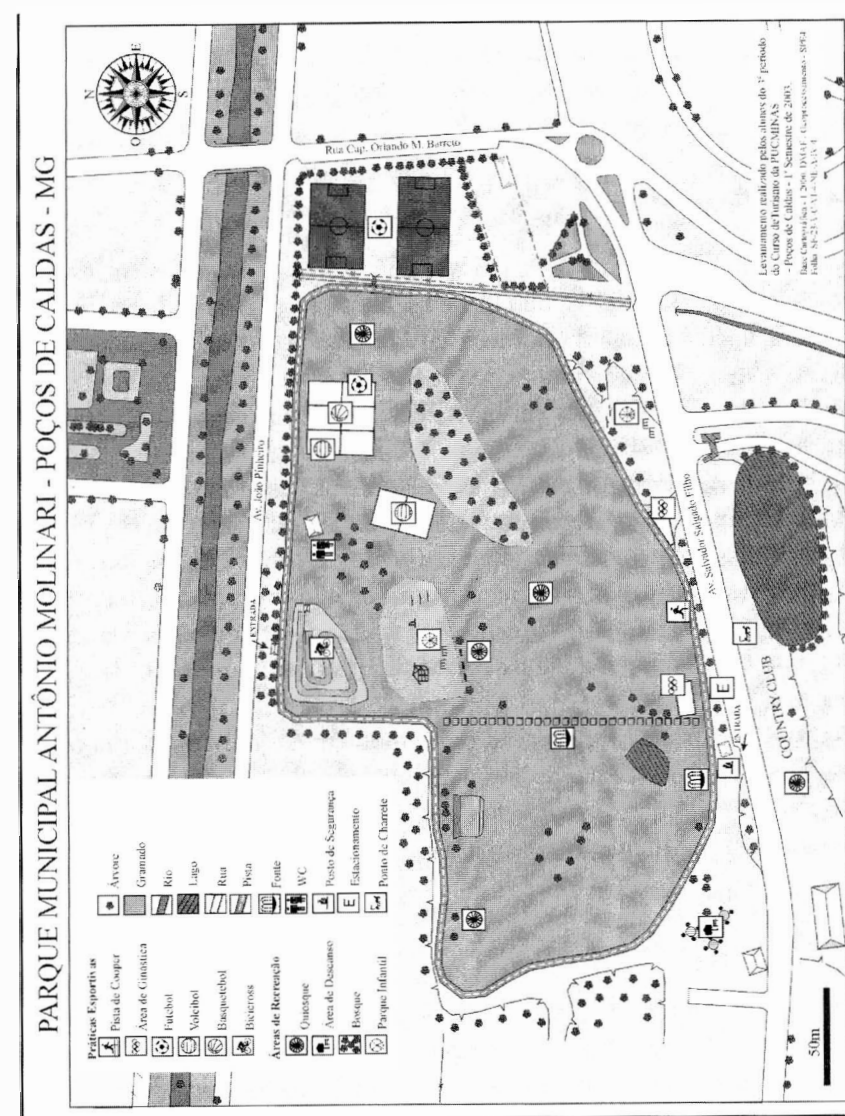 PARQUE MUNICIPAL ANTÔNIO MOLINARI - POÇOS DE CALDAS - MG
N
E
S
O
Práticas Esportivas
Pista de Cooper
Área de Ginástica
Futebol
Voleibol
Basquetebol
Bicicross
Áreas de Recreação
Quiosque
Área de Descanso
Bosque
Parque Infantil
Árvore
Gramado
Rio
Lago
Rua
Pista
Fonte
WC
Posto de Segurança
E
Estacionamento
Ponto de Charrete
Av. João Pinheiro
ENTRADA
Rua Cap. Orlando M. Barreto
Av. Salvador Salgado Filho
E
ENTRADA
COUNTRY CLUB
50m
Levantamento realizado pelos alunos do 3º período
do Curso de Turismo da PUCMINAS
- Poços de Caldas - 1º Semestre de 2003.